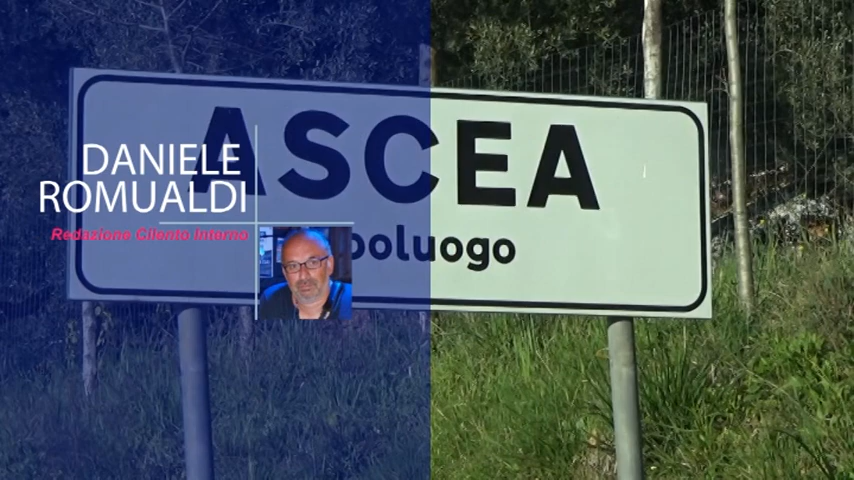 ASCEA
poluogo
DANIELE
ROMUALDI
Redazione Cilento Interno